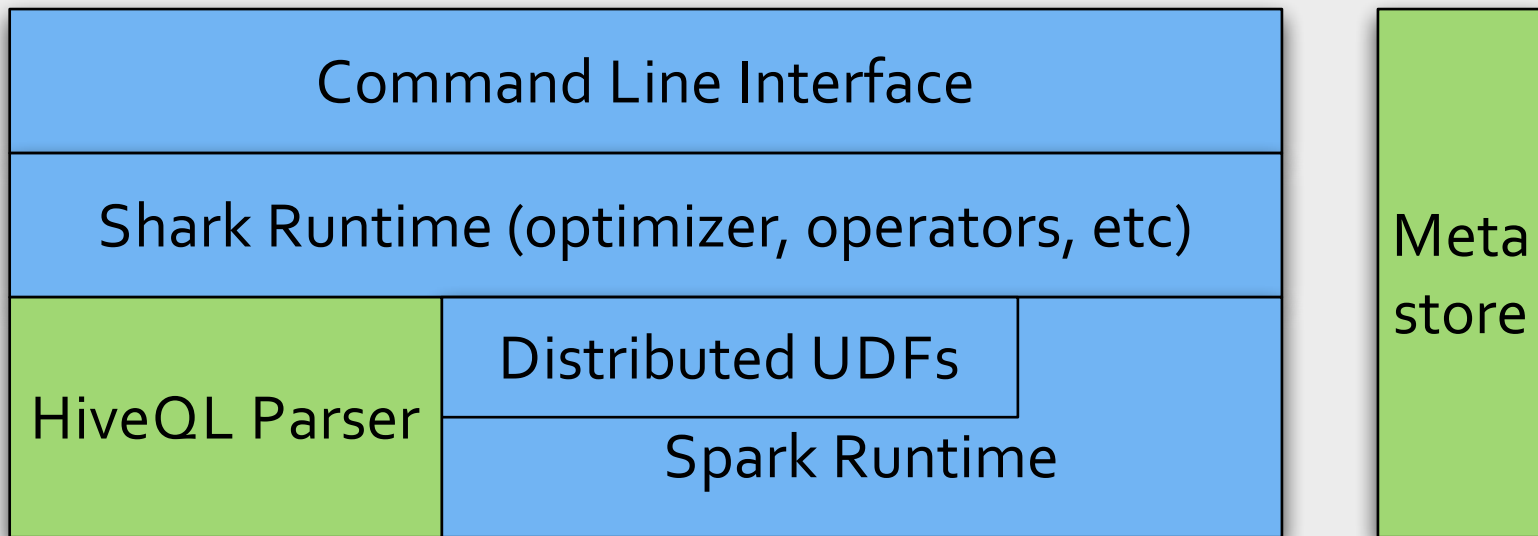 Command Line Interface
Shark Runtime (optimizer, operators, etc)
HiveQL Parser
Distributed UDFs
Spark Runtime
Meta
store